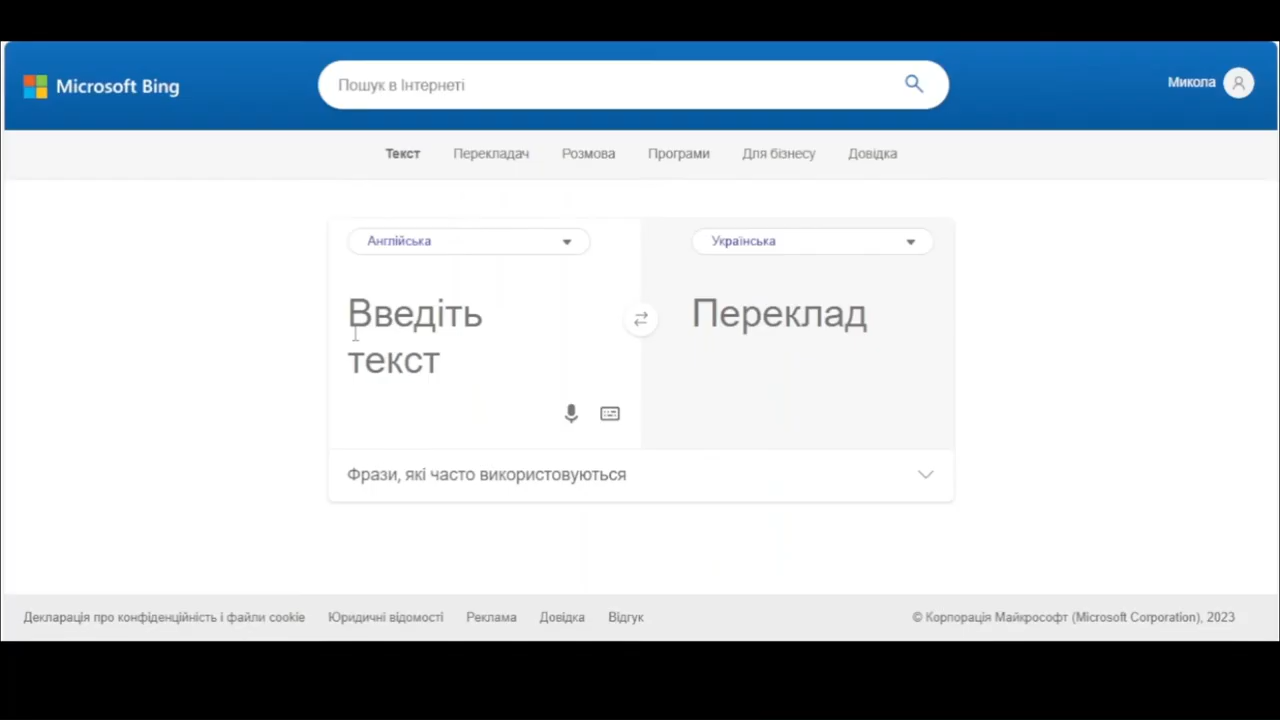 Microsoft Bing
Пошук в Інтернеті
Микола
Текст Перекладач Розмова Програми Для бізнесу Довідка
Англійська
Українська
Введіть
текст
Переклад
Фрази, які часто використовуються
Декларація про конфіденційність і файли cookie Юридичні відомості Реклама Довідка Відгук
© Корпорація Майкрософт (Microsoft Corporation), 2023